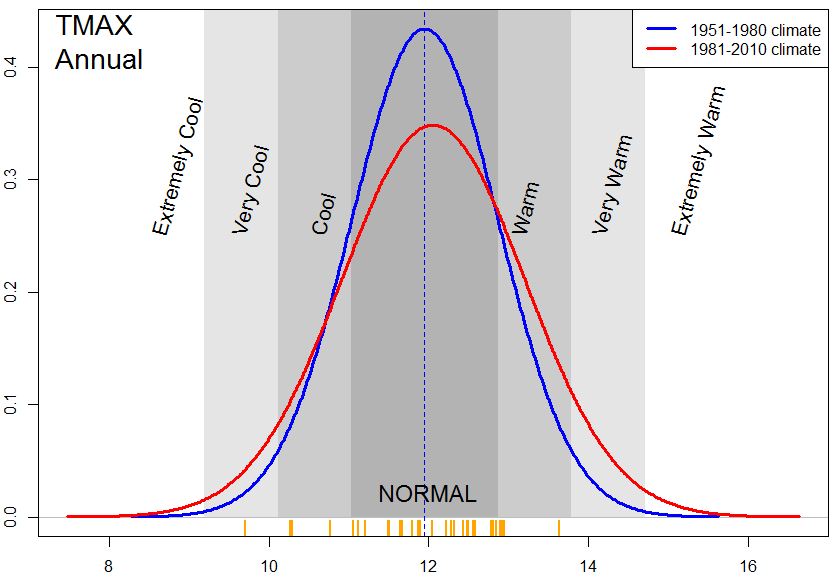 TMAX
Annual
1951-1980 climate
1981-2010 climate
Extremely Cool
Very Cool
Cool
Warm
Very Warm
Extremely Warm
NORMAL
0.4
0.3
0.2
0.1
0.0
8
10
12
14
16